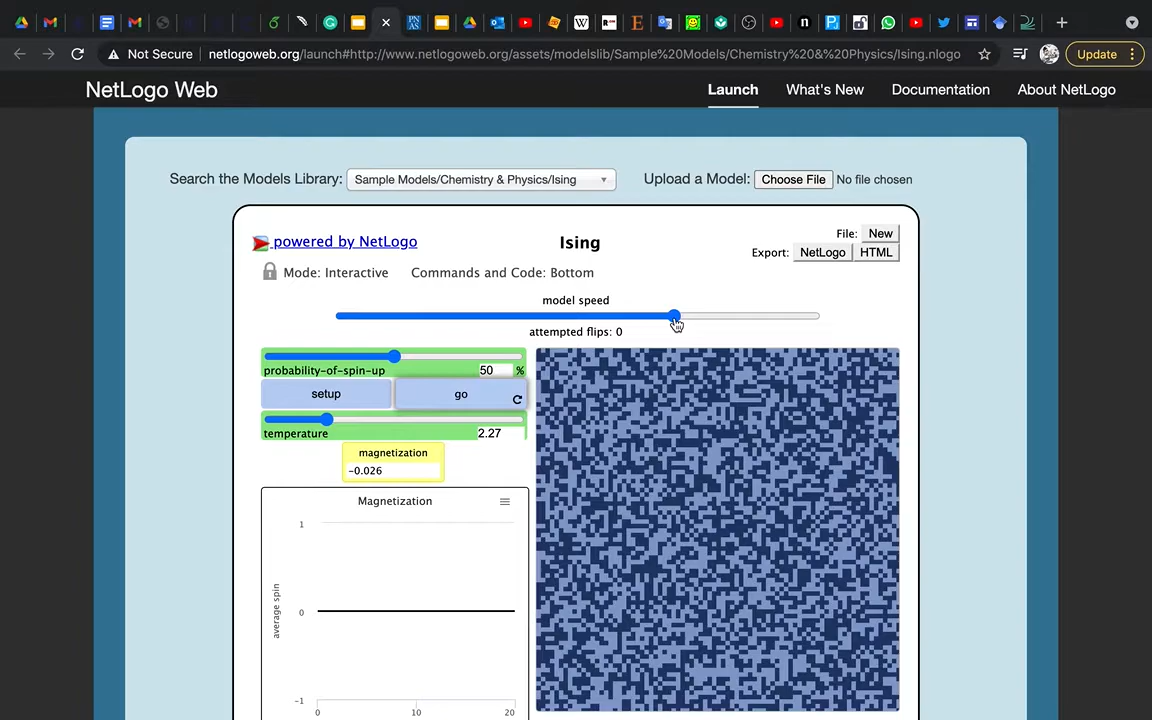 Not Secure netlogoweb.org/launch#http://www.netlogoweb.org/assets/modelslib/Sample%20Models/Chemistry%20&%20Physics/Ising.nlogo Update
NetLogo Web Launch What's New Documentation About NetLogo
Search the Models Library: Sample Models/Chemistry & Physics/Ising Upload a Model: Choose File No file chosen
File: New
powered by NetLogo Ising
Export: NetLogo HTML
Mode: Interactive Commands and Code: Bottom
model speed
attempted flips: 0
probability-of-spin-up 50 %
setup go
temperature 2.27
magnetization
-0.026
Magnetization
1
average spin
0
-1
0 10 20